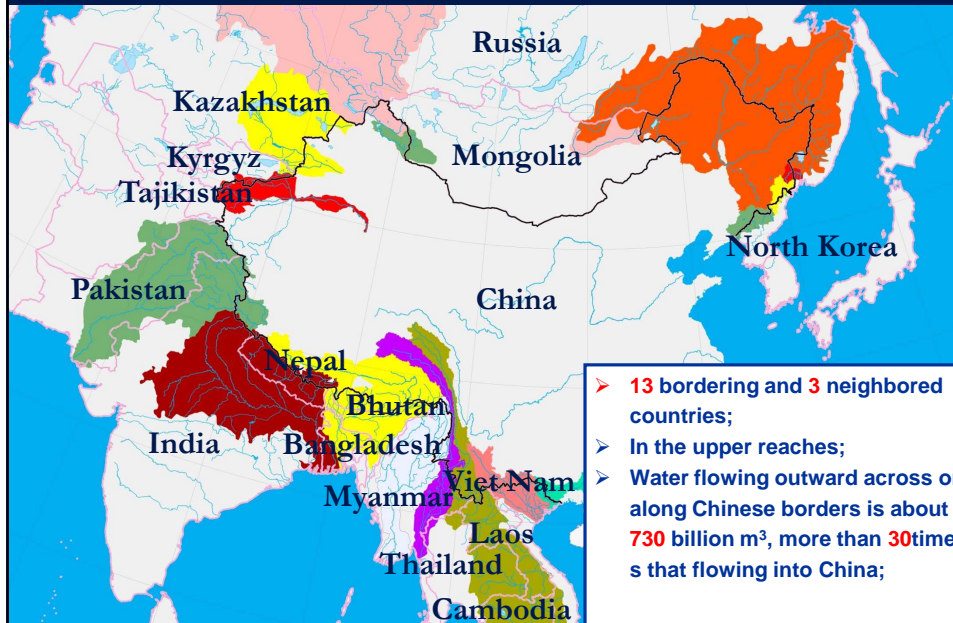 Russia
Kazakhstan
Kyrgyz
Mongolia
Tajikistan
North Korea
Pakistan
China
Nepal
Bhutan
India
Bangladesh
Viet Nam
Myanmar
Laos
Thailand
Cambodia
➢ 13 bordering and 3 neighbored
countries;
➢ In the upper reaches;
➢ Water flowing outward across or
along Chinese borders is about
730 billion m³, more than 30time
s that flowing into China;